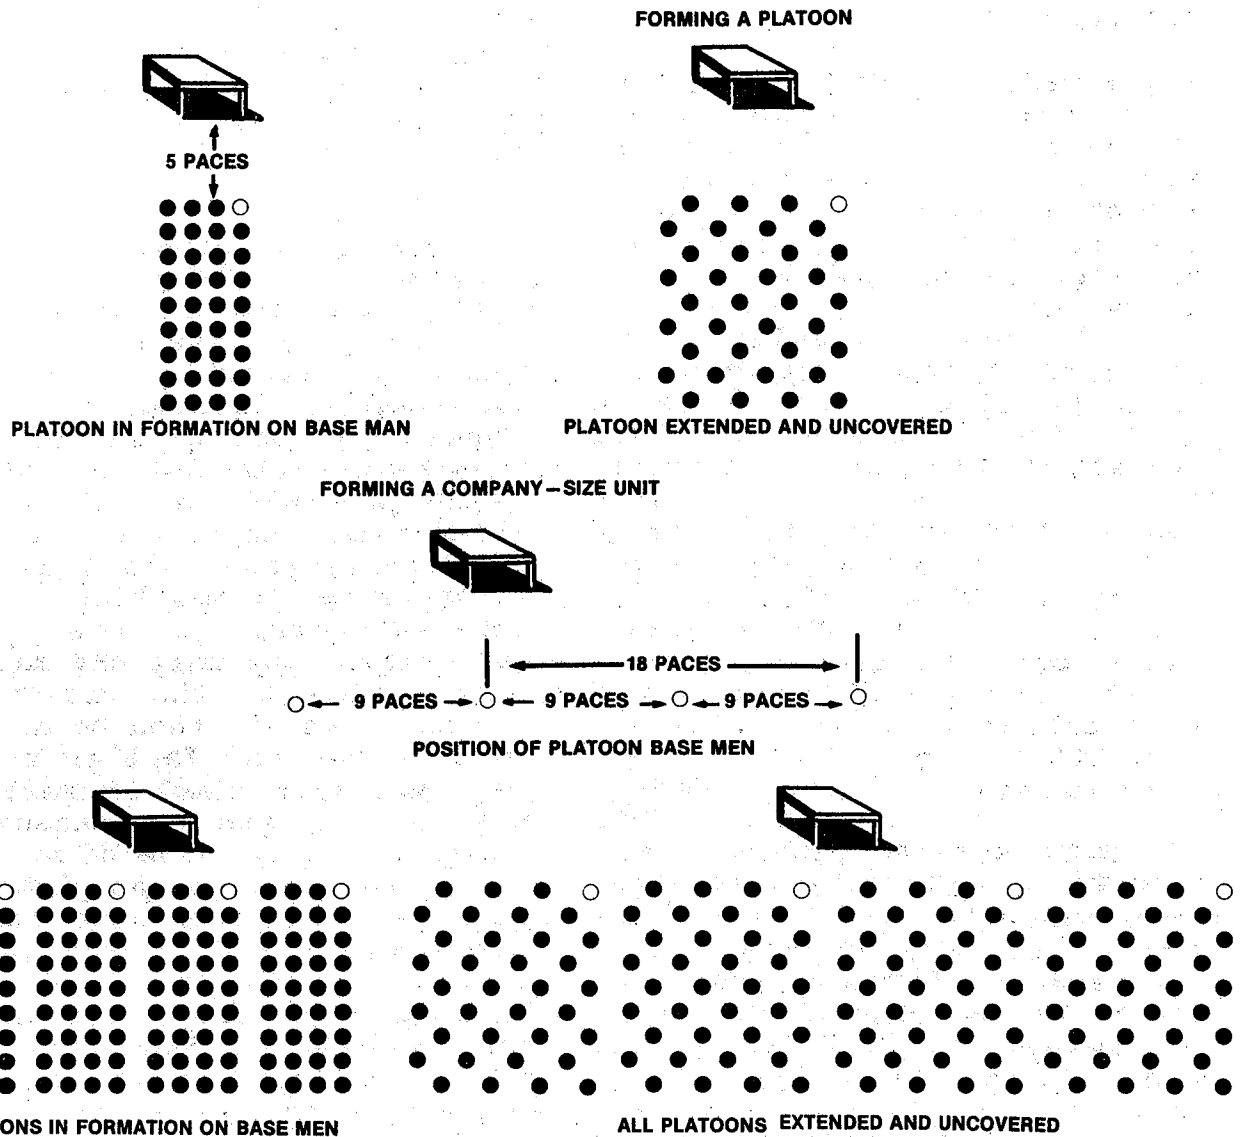 FORMING A PLATOON
5 PACES
PLATOON IN FORMATION ON BASE MAN
PLATOON EXTENDED AND UNCOVERED
FORMING A COMPANY–SIZE UNIT
18 PACES
9 PACES 9 PACES 9 PACES
POSITION OF PLATOON BASE MEN
ONS IN FORMATION ON BASE MEN
ALL PLATOONS EXTENDED AND UNCOVERED